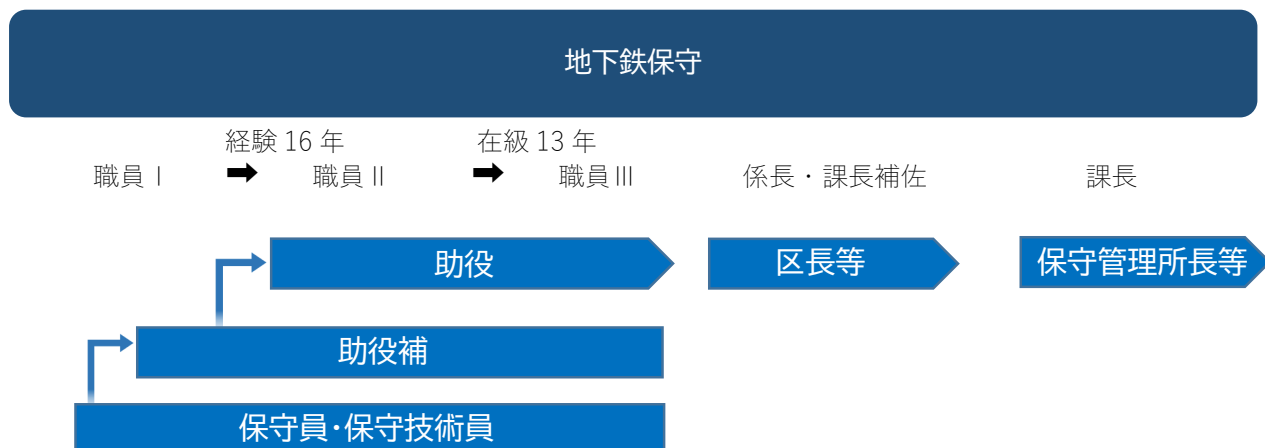 地下鉄保守
経験 16 年
在級 13 年
職員Ⅰ
➡
職員Ⅱ
➡
職員Ⅲ
係長・課長補佐
課長
助役
区長等
保守管理所長等
助役補
保守員・保守技術員